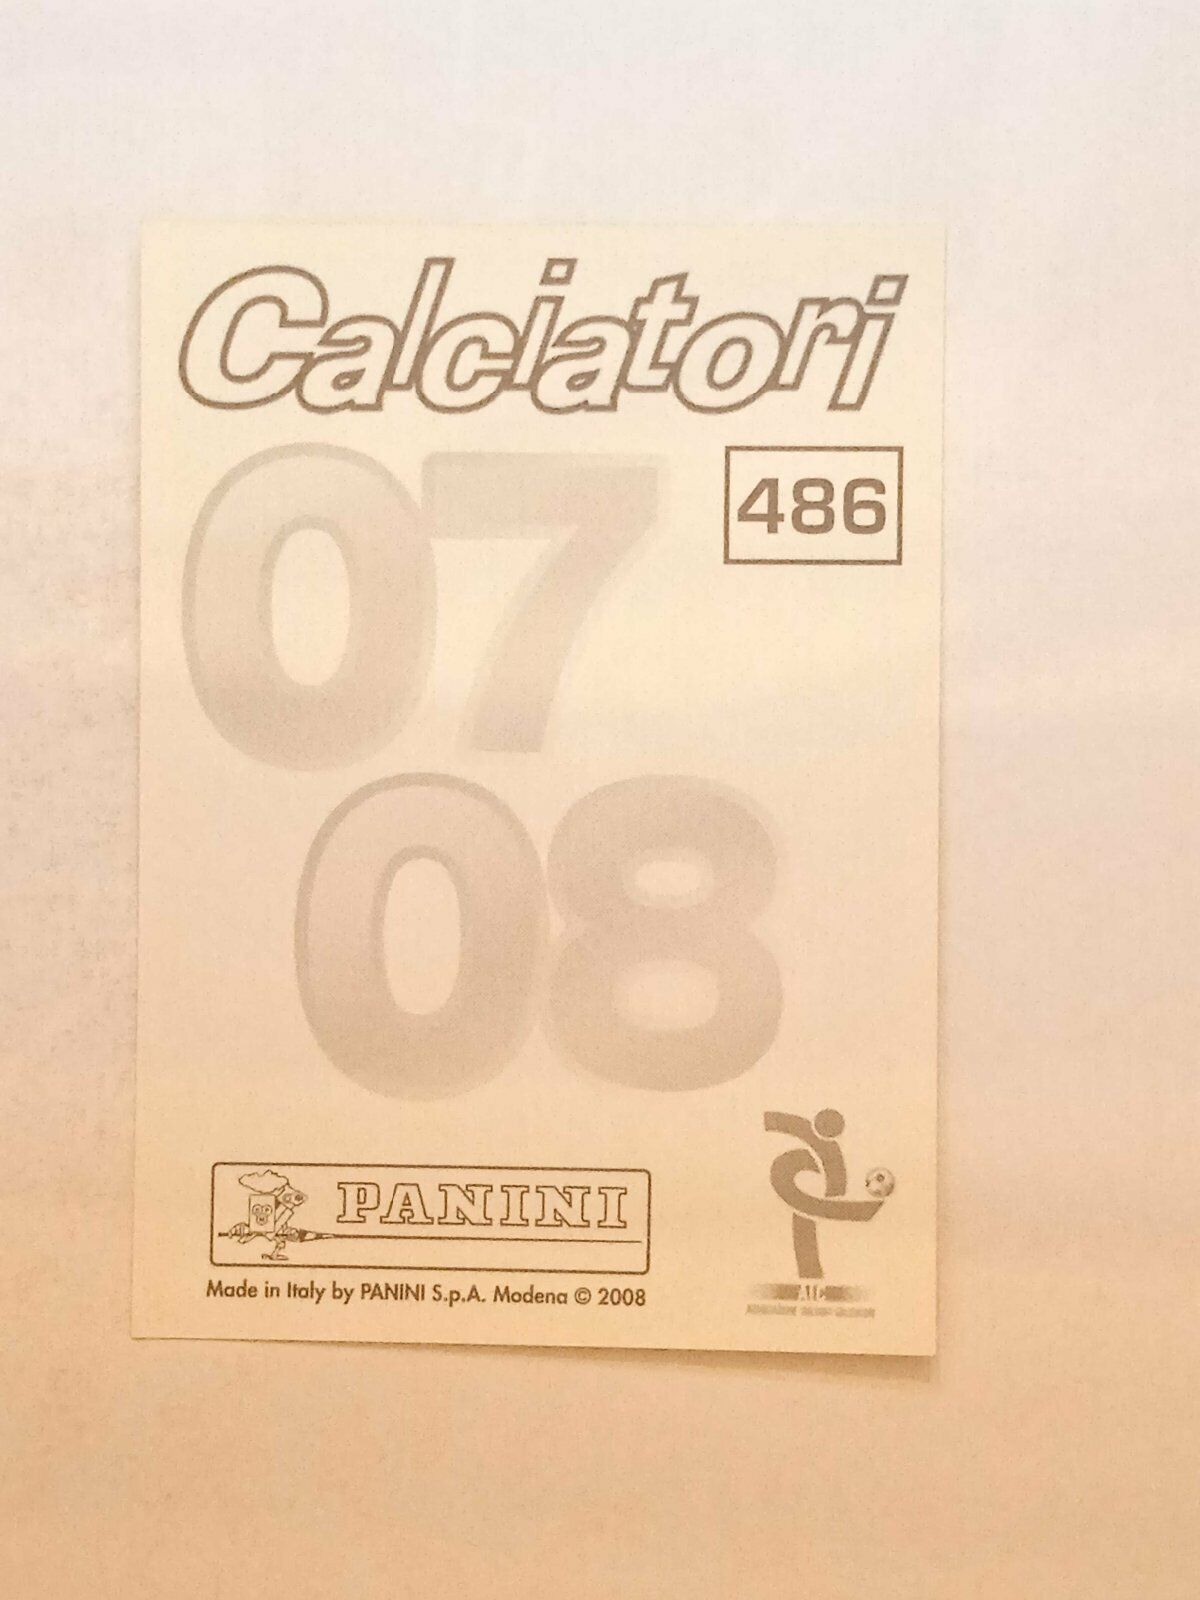 Calciatori
07
486
08
PANINI
Made in Italy by PANINI S.p.A. Modena © 2008